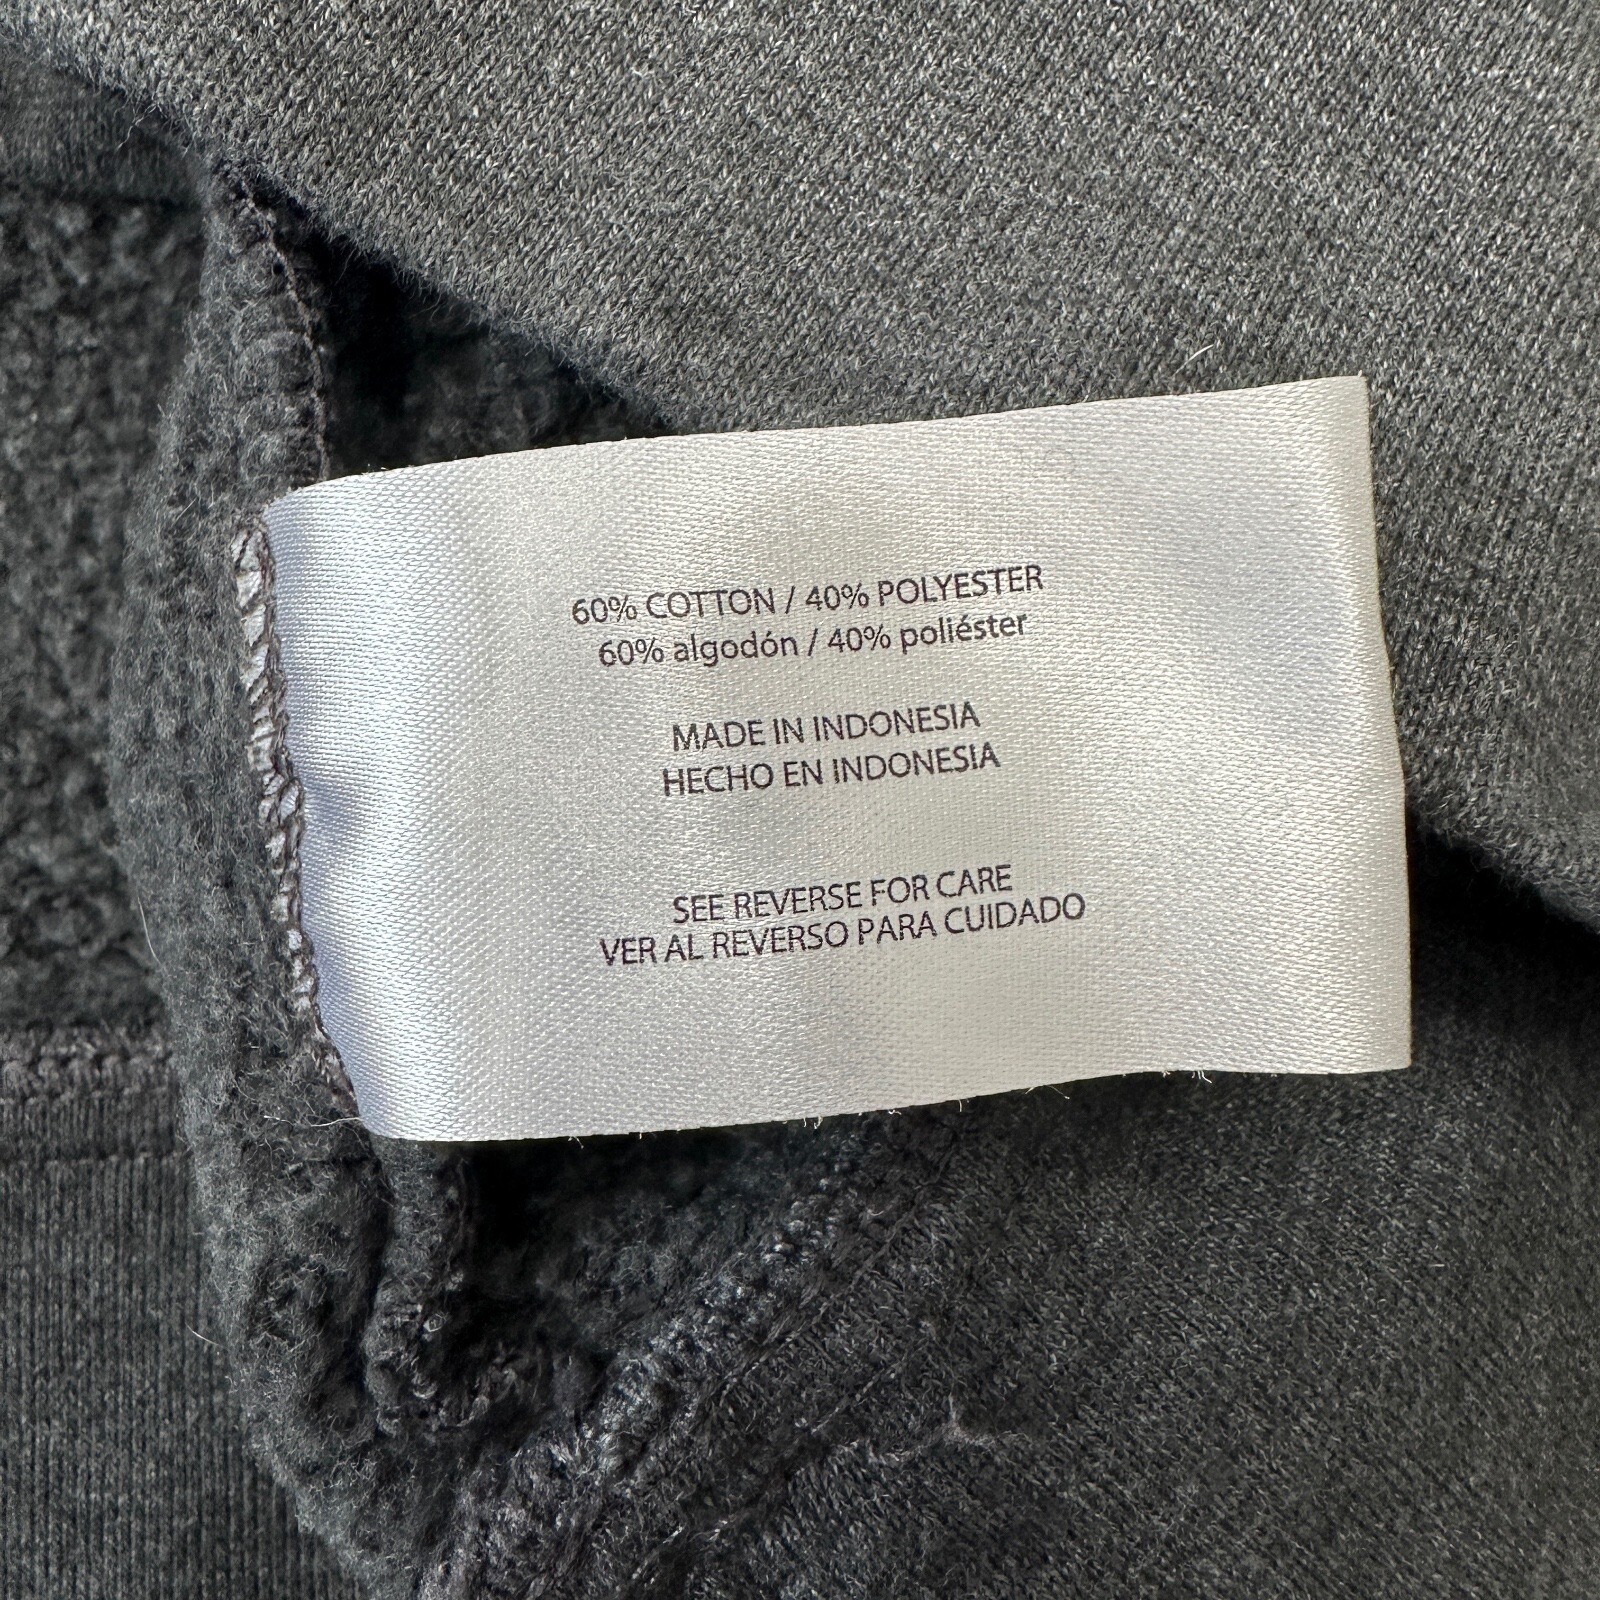 60% COTTON / 40% POLYESTER
60% algodón / 40% poliéster
MADE IN INDONESIA
HECHO EN INDONESIA
SEE REVERSE FOR CARE
VER AL REVERSO PARA CUIDADO